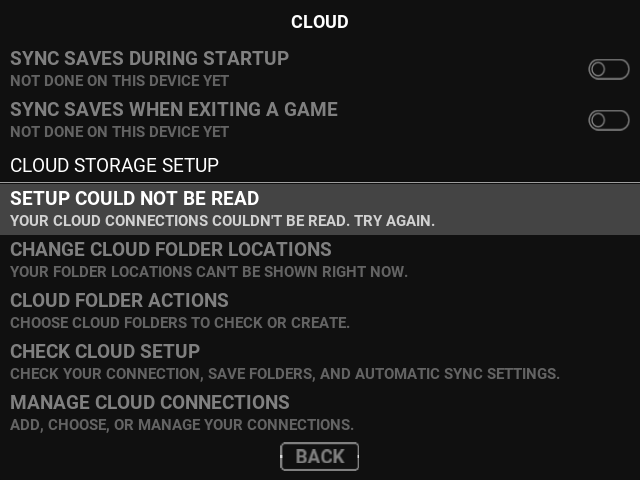 CLOUD
SYNC SAVES DURING STARTUP
NOT DONE ON THIS DEVICE YET
SYNC SAVES WHEN EXITING A GAME
NOT DONE ON THIS DEVICE YET
CLOUD STORAGE SETUP
SETUP COULD NOT BE READ
YOUR CLOUD CONNECTIONS COULDN'T BE READ. TRY AGAIN.
CHANGE CLOUD FOLDER LOCATIONS
YOUR FOLDER LOCATIONS CAN'T BE SHOWN RIGHT NOW.
CLOUD FOLDER ACTIONS
CHOOSE CLOUD FOLDERS TO CHECK OR CREATE.
CHECK CLOUD SETUP
CHECK YOUR CONNECTION, SAVE FOLDERS, AND AUTOMATIC SYNC SETTINGS.
MANAGE CLOUD CONNECTIONS
ADD, CHOOSE, OR MANAGE YOUR CONNECTIONS.
BACK